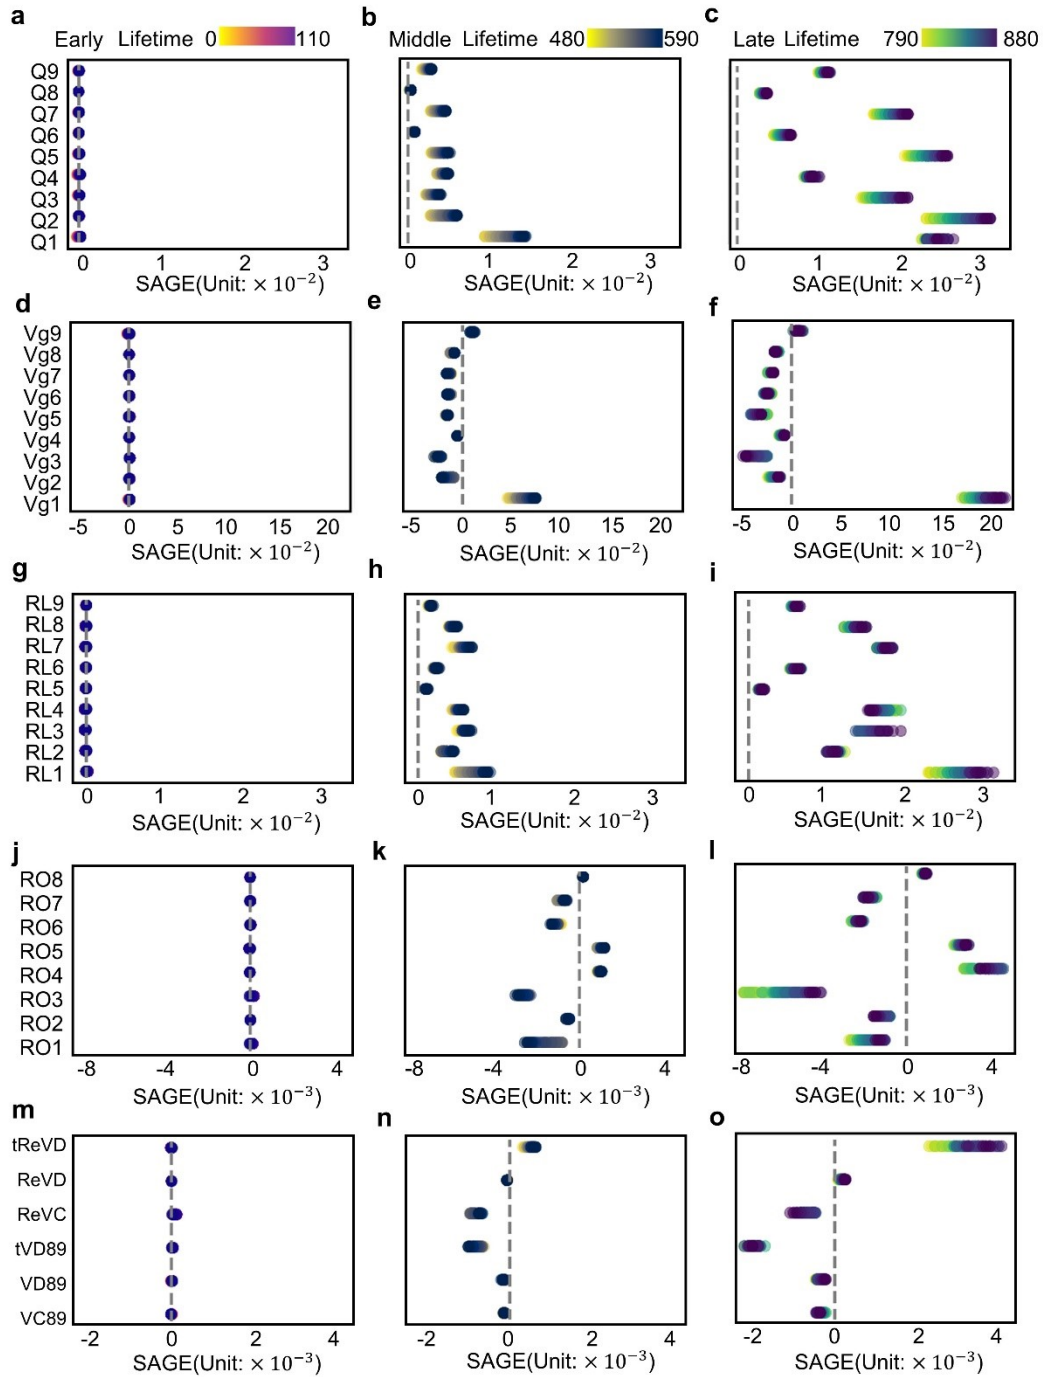 a
Early Lifetime 0 110
b
Middle Lifetime 480 590
c
Late Lifetime 790 880
Q9
Q8
Q7
Q6
Q5
Q4
Q3
Q2
Q1
0 1 2 3
SAGE(Unit: × 10⁻²)
0 1 2 3
SAGE(Unit: × 10⁻²)
0 1 2 3
SAGE(Unit: × 10⁻²)
d
e
f
Vg9
Vg8
Vg7
Vg6
Vg5
Vg4
Vg3
Vg2
Vg1
-5 0 5 10 15 20
SAGE(Unit: × 10⁻²)
-5 0 5 10 15 20
SAGE(Unit: × 10⁻²)
-5 0 5 10 15 20
SAGE(Unit: × 10⁻²)
g
h
i
RL9
RL8
RL7
RL6
RL5
RL4
RL3
RL2
RL1
0 1 2 3
SAGE(Unit: × 10⁻²)
0 1 2 3
SAGE(Unit: × 10⁻²)
0 1 2 3
SAGE(Unit: × 10⁻²)
j
k
l
RO8
RO7
RO6
RO5
RO4
RO3
RO2
RO1
-8 -4 0 4
SAGE(Unit: × 10⁻³)
-8 -4 0 4
SAGE(Unit: × 10⁻³)
-8 -4 0 4
SAGE(Unit: × 10⁻³)
m
n
o
tReVD
ReVD
ReVC
tVD89
VD89
VC89
-2 0 2 4
SAGE(Unit: × 10⁻³)
-2 0 2 4
SAGE(Unit: × 10⁻³)
-2 0 2 4
SAGE(Unit: × 10⁻³)